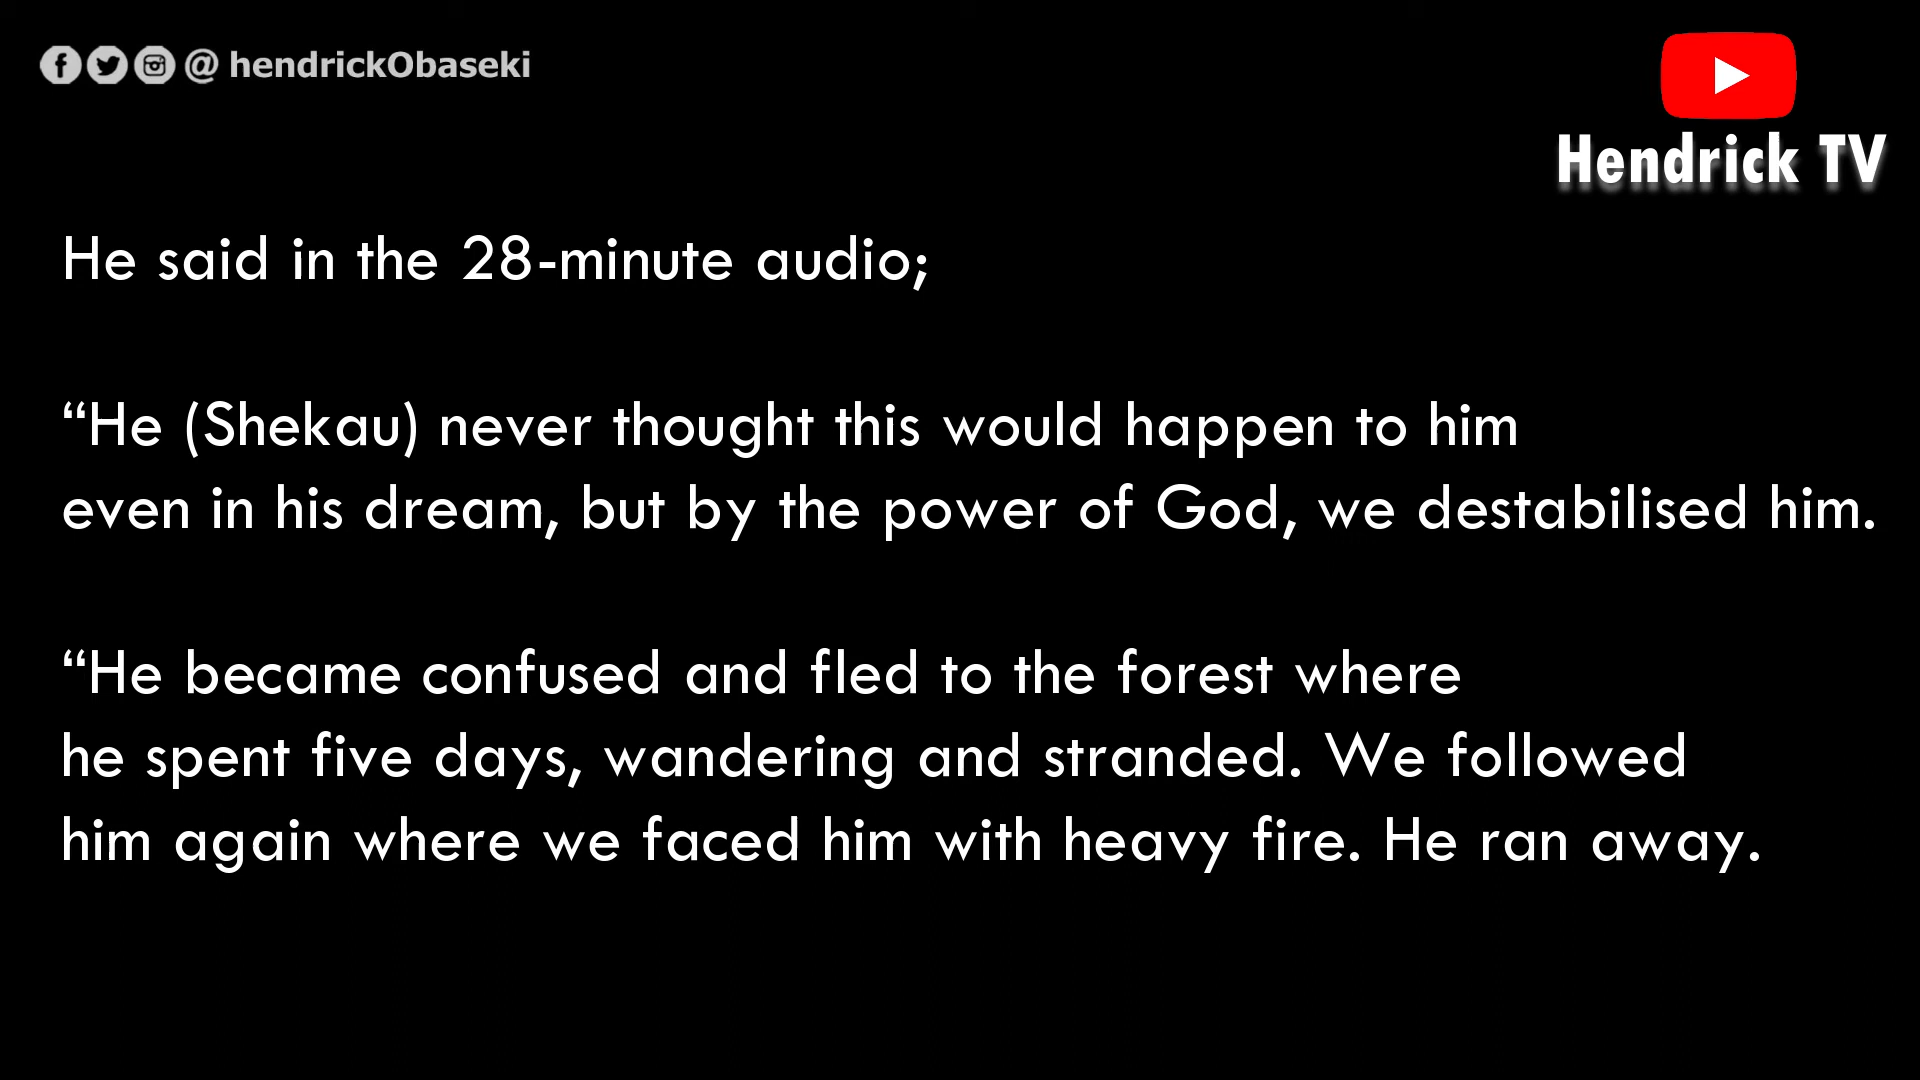 @ hendrickObaseki
Hendrick TV
He said in the 28-minute audio;
“He (Shekau) never thought this would happen to him
even in his dream, but by the power of God, we destabilised him.
“He became confused and fled to the forest where
he spent five days, wandering and stranded. We followed
him again where we faced him with heavy fire. He ran away.